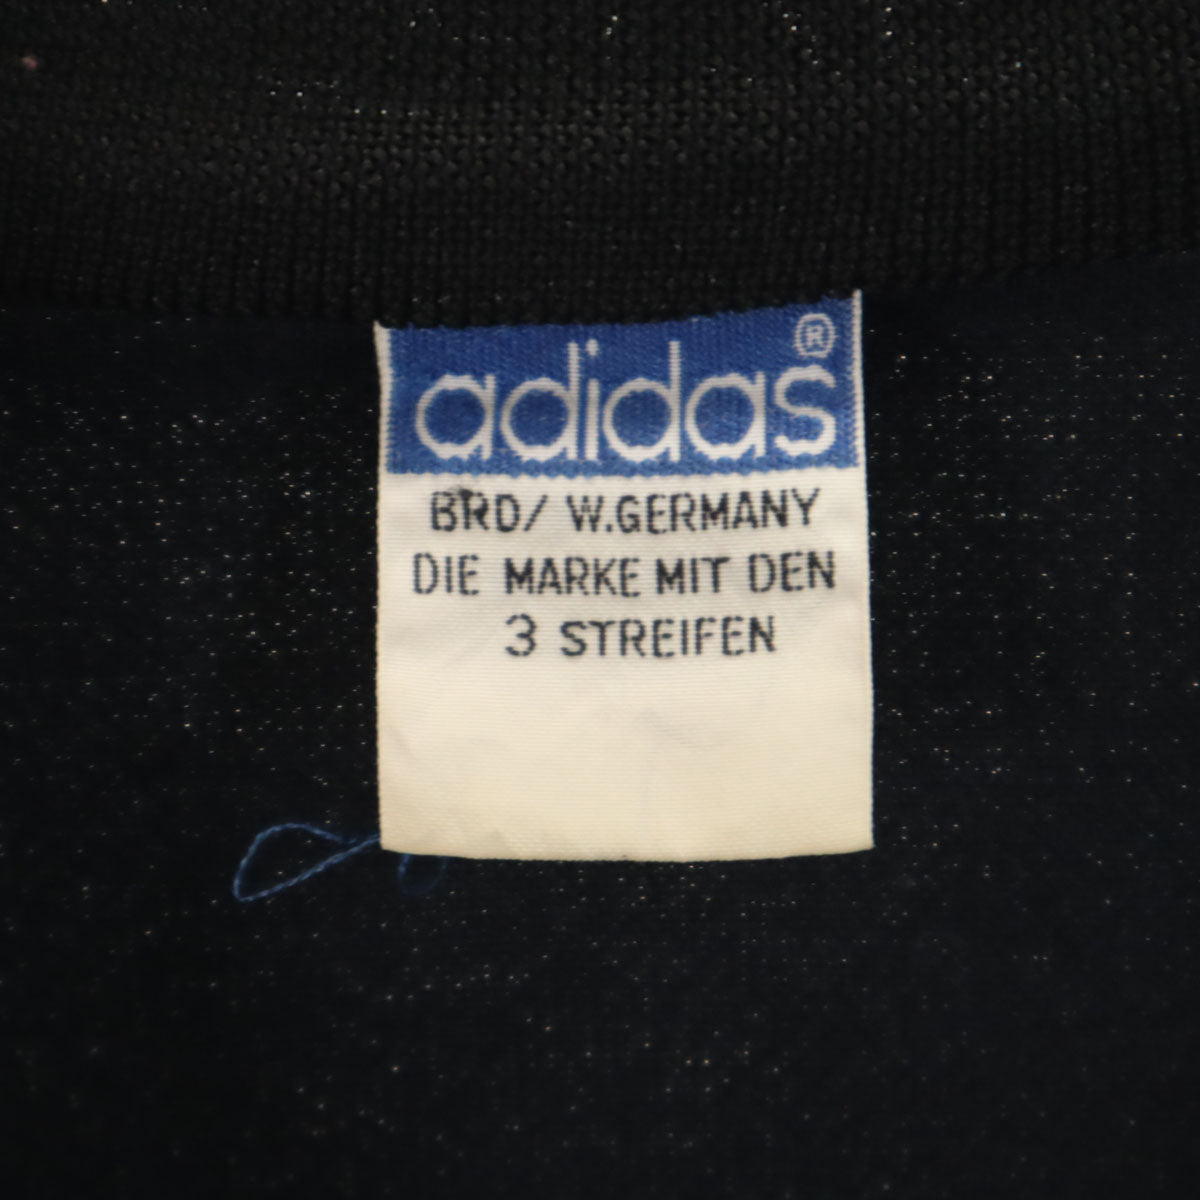 adidas®
BRD/ W.GERMANY
DIE MARKE MIT DEN
3 STREIFEN